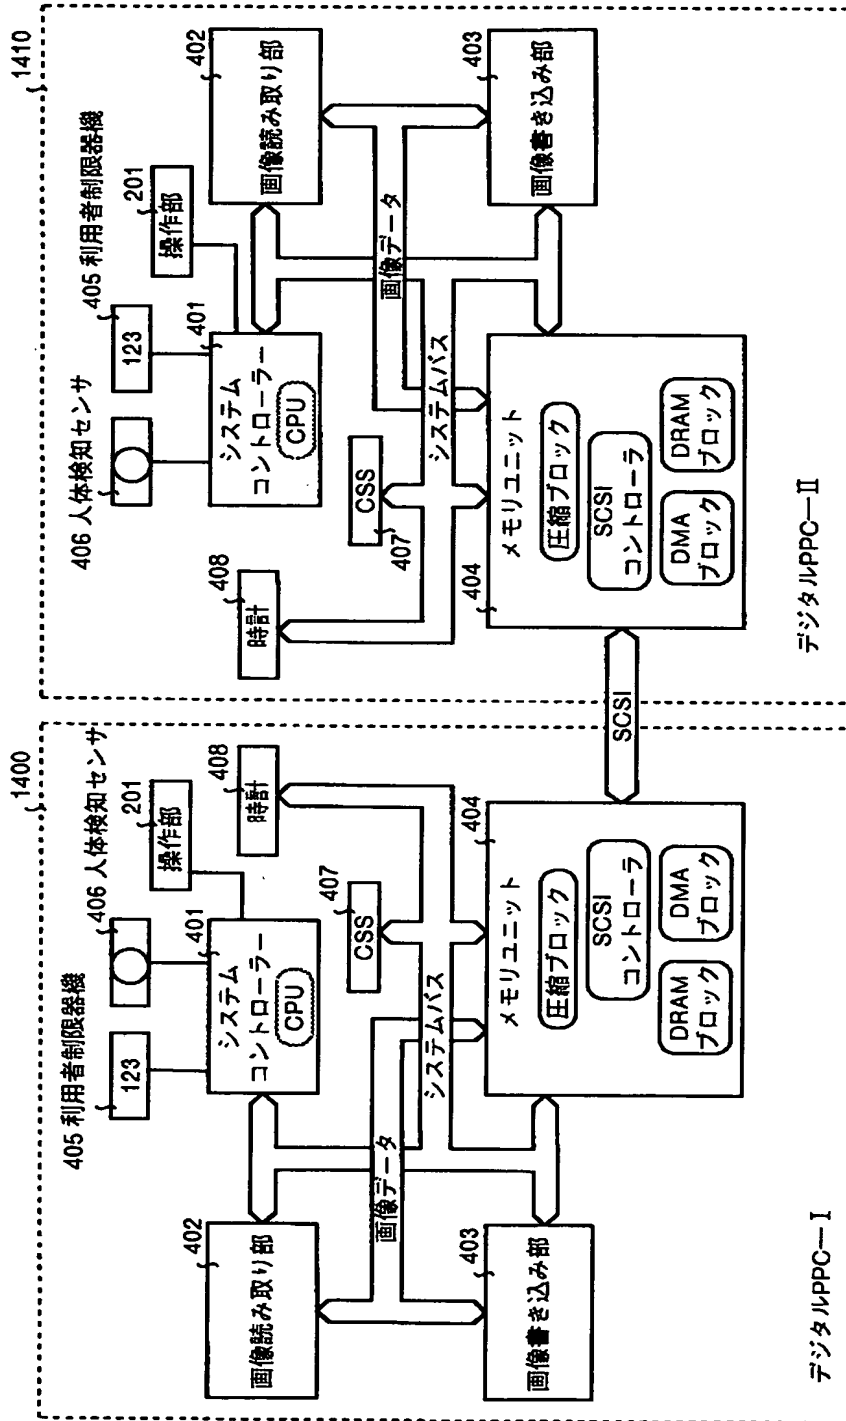 1400
405 利用者制限器機
406 人体検知センサ
123
201
操作部
401
システム
コントローラー
CPU
402
画像読み取り部
408
時計
407
CSS
画像データ
システムバス
403
画像書き込み部
404
メモリユニット
圧縮ブロック
SCSI
コントローラ
DRAM
ブロック
DMA
ブロック
デジタルPPC—I
SCSI
1410
406 人体検知センサ
405 利用者制限器機
123
201
操作部
401
システム
コントローラー
CPU
402
画像読み取り部
408
時計
407
CSS
画像データ
システムバス
403
画像書き込み部
404
メモリユニット
圧縮ブロック
SCSI
コントローラ
DMA
ブロック
DRAM
ブロック
デジタルPPC—II